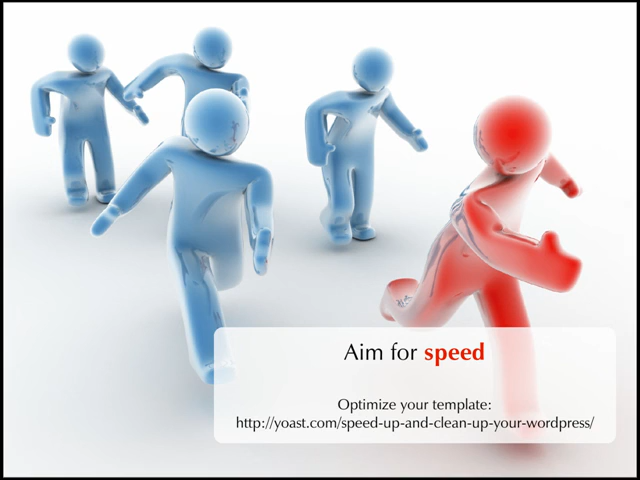 Aim for speed
Optimize your template:
http://yoast.com/speed-up-and-clean-up-your-wordpress/